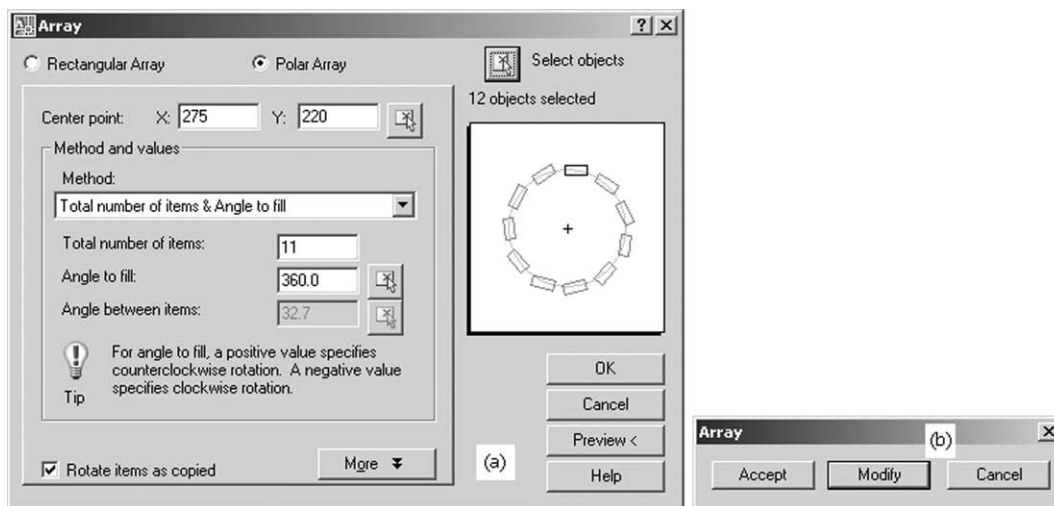 Array
Rectangular Array Polar Array Select objects
12 objects selected
Center point: X: 275 Y: 220
Method and values
Method:
Total number of items & Angle to fill
Total number of items: 11
Angle to fill: 360.0
Angle between items: 32.7
For angle to fill, a positive value specifies
counterclockwise rotation. A negative value
specifies clockwise rotation.
Tip
Rotate items as copied More
OK
Cancel
Preview <
Help
(a)
Array
(b)
Accept Modify Cancel